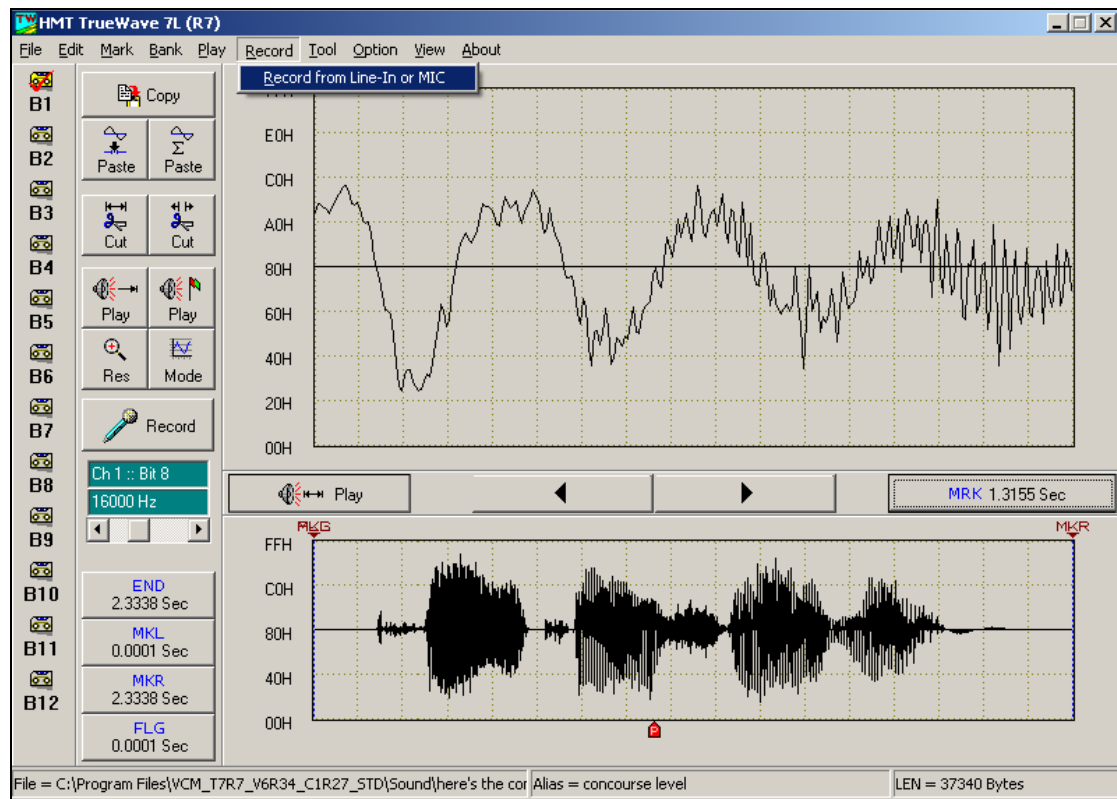 HMT TrueWave 7L (R7)
File Edit Mark Bank Play Record Tool Option View About
Record from Line-In or MIC
B1
B2
B3
B4
B5
B6
B7
B8
B9
B10
B11
B12
Copy
Paste Paste
Cut Cut
Play Play
Res Mode
Record
Ch 1 :: Bit 8
16000 Hz
END
2.3338 Sec
MKL
0.0001 Sec
MKR
2.3338 Sec
FLG
0.0001 Sec
E0H
C0H
A0H
80H
60H
40H
20H
00H
Play
MRK 1.3155 Sec
MKR
FFH
C0H
80H
40H
00H
P
File = C:\Program Files\VCM_T7R7_V6R34_C1R27_STD\Sound\here's the cor
Alias = concourse level
LEN = 37340 Bytes